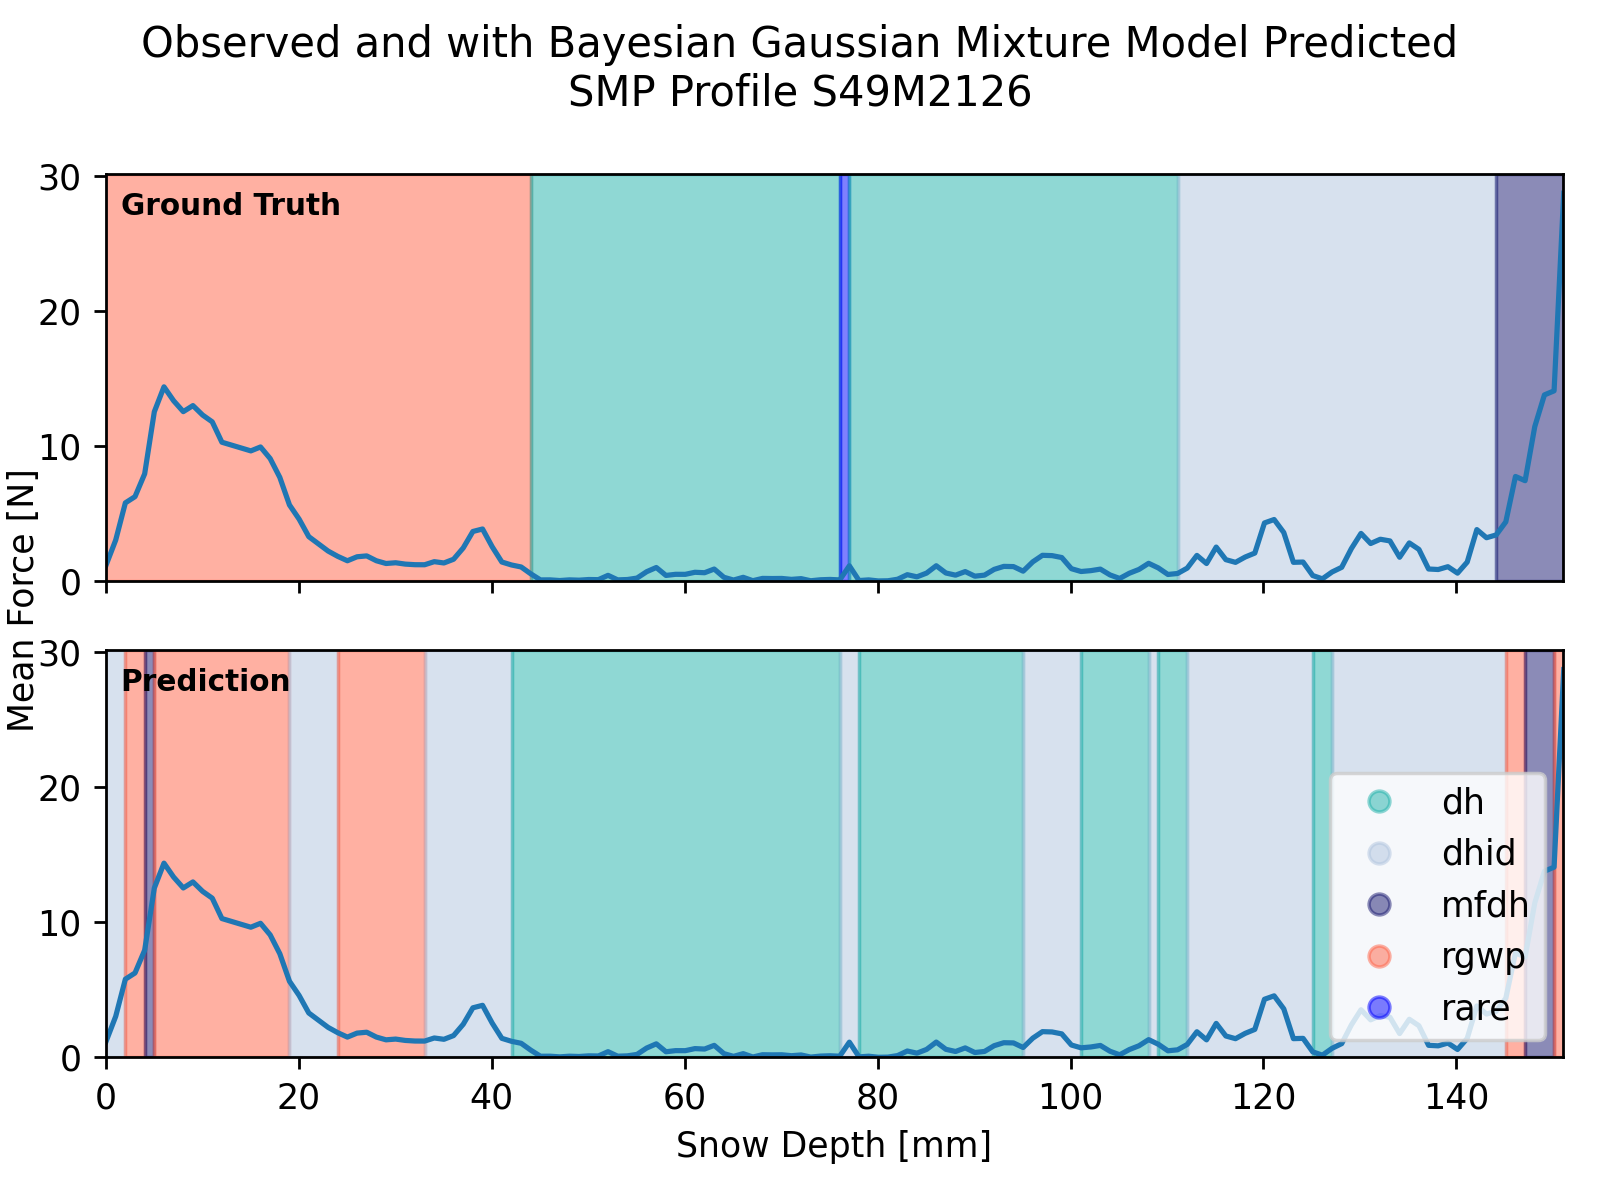 Observed and with Bayesian Gaussian Mixture Model Predicted
SMP Profile S49M2126
30
20
10
0
Ground Truth
Mean Force [N]
30
20
10
0
Prediction
dh
dhid
mfdh
rgwp
rare
0 20 40 60 80 100 120 140
Snow Depth [mm]